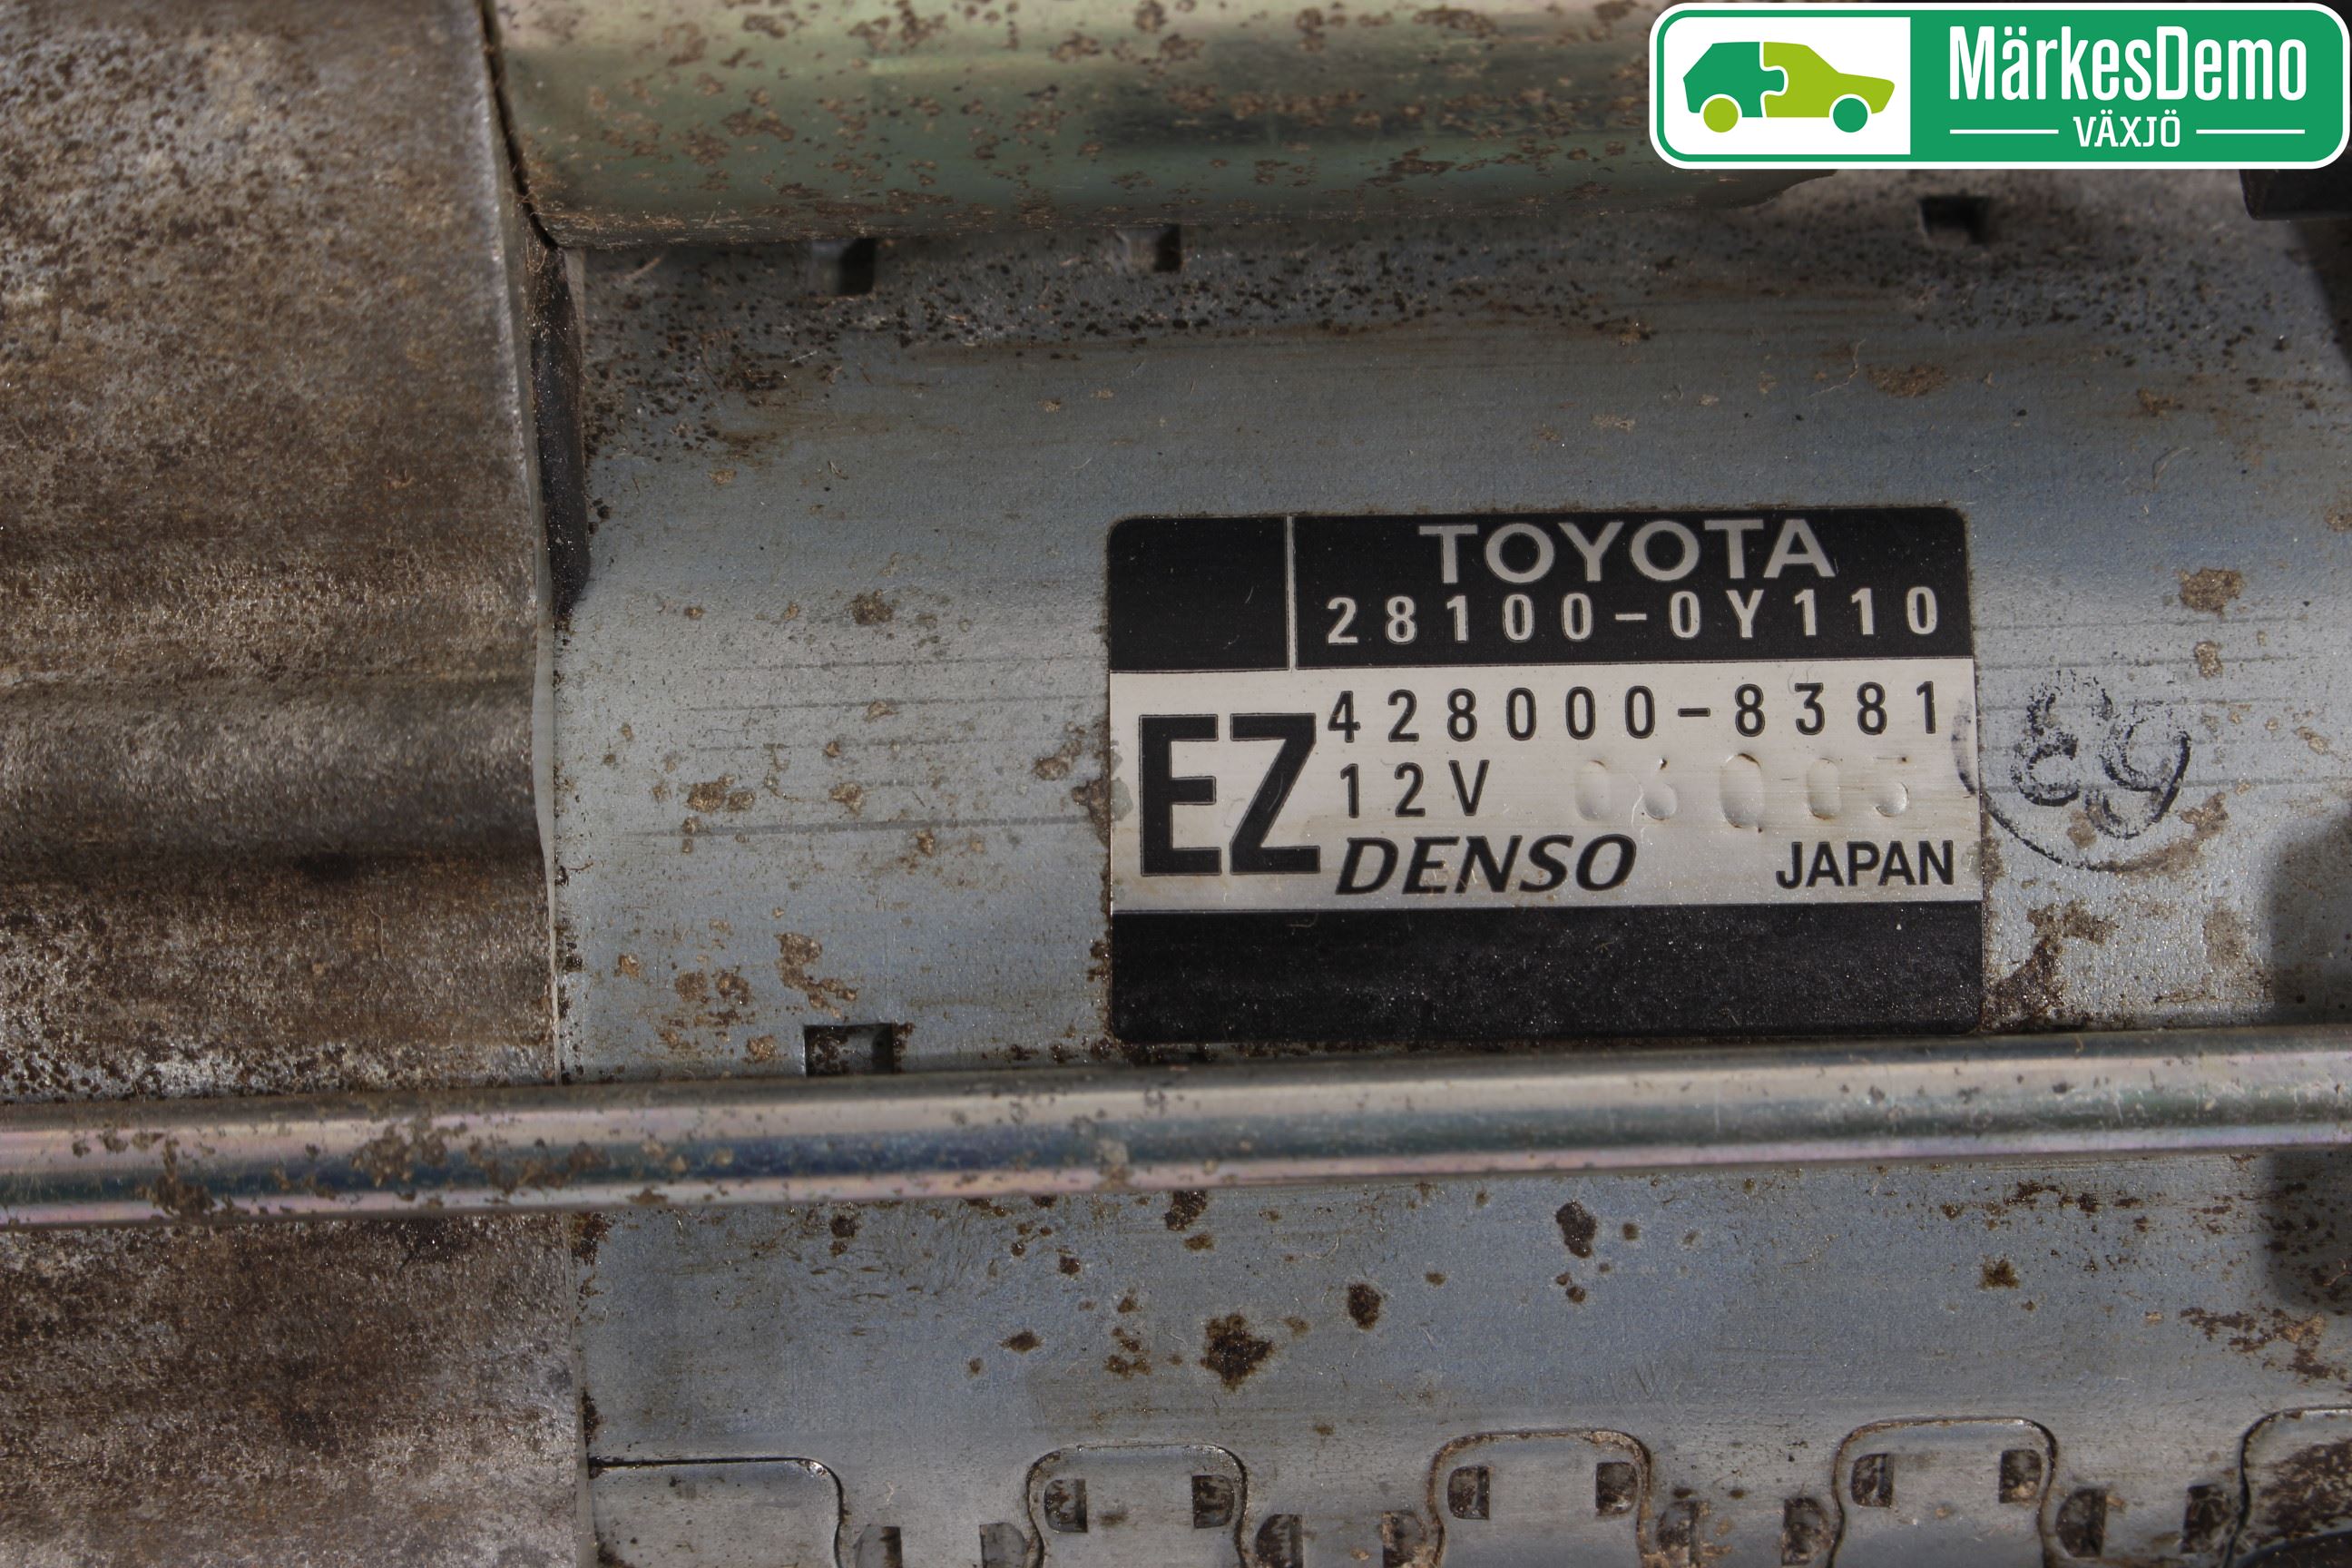 MärkesDemo
VÄXJÖ
TOYOTA
28100-0Y110
EZ
428000-8381
12V
DENSO JAPAN